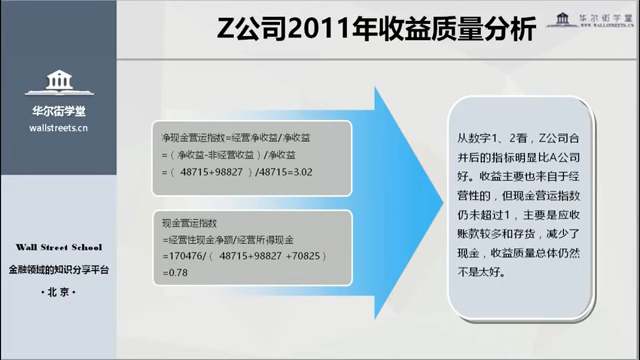 Z公司2011年收益质量分析
华尔街学堂
WWW.WALLSTREETS.CN
华尔街学堂
wallstreets.cn
净现金营运指数=经营净收益/净收益
=（净收益-非经营收益）/净收益
=（ 48715+98827 ）/48715=3.02
现金营运指数
=经营性现金净额/经营所得现金
=170476/（ 48715+98827 +70825）
=0.78
从数字1、2看，Z公司合
并后的指标明显比A公司
好。收益主要也来自于经
营性的，但现金营运指数
仍未超过1，主要是应收
账款较多和存货，减少了
现金，收益质量总体仍然
不是太好。
Wall Street School
金融领域的知识分享平台
· 北 京 ·